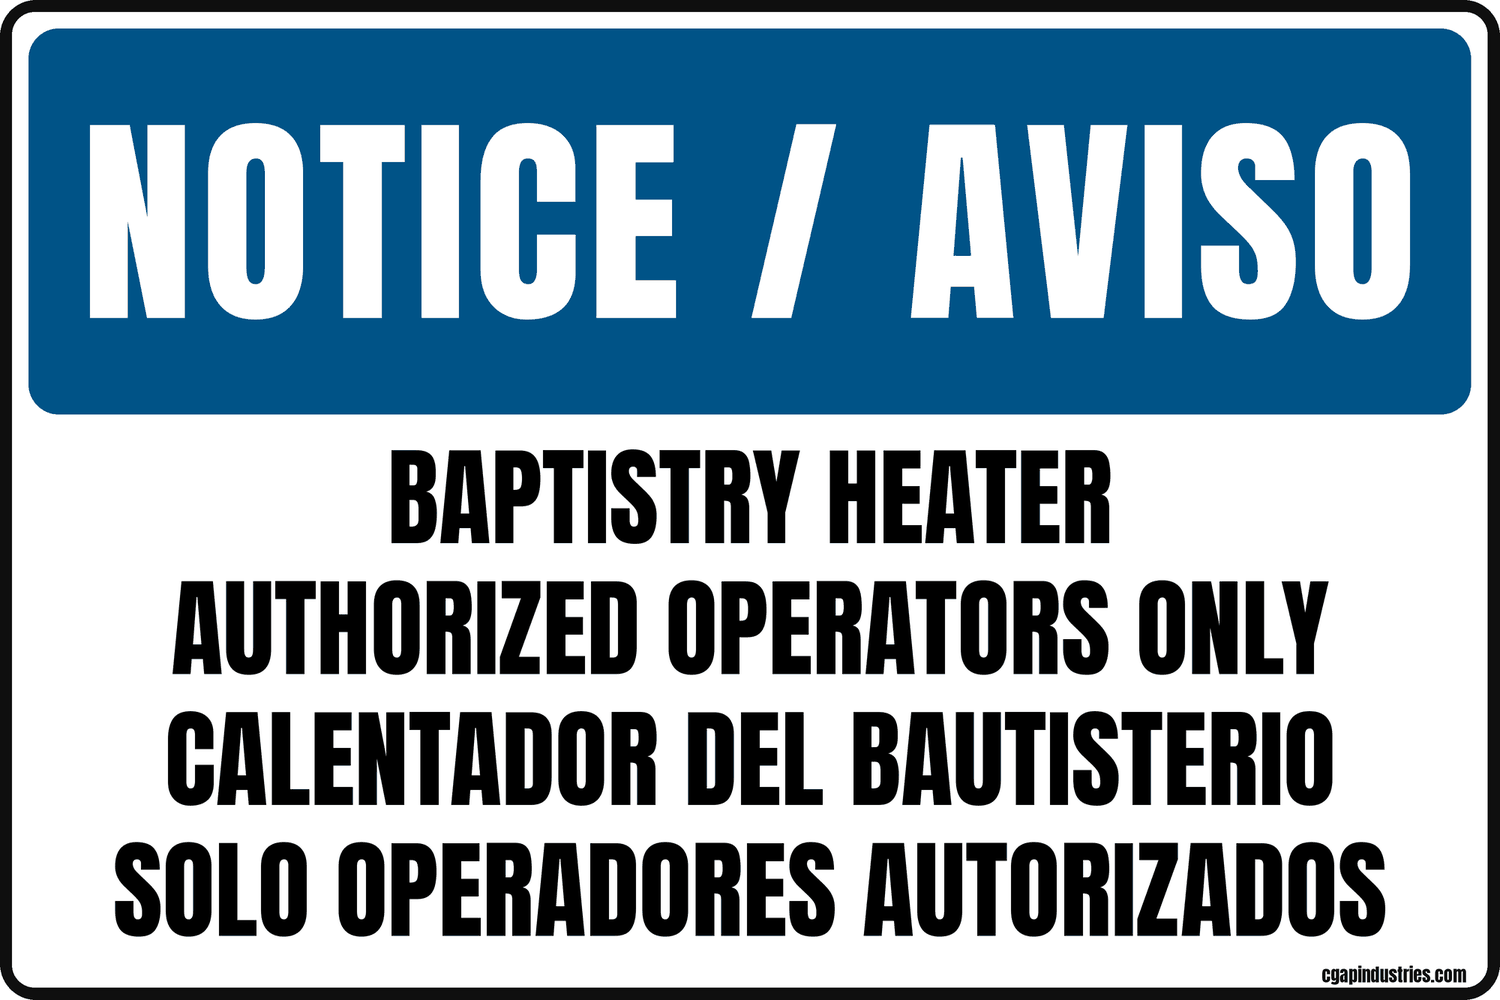 NOTICE / AVISO
BAPTISTRY HEATER
AUTHORIZED OPERATORS ONLY
CALENTADOR DEL BAUTISTERIO
SOLO OPERADORES AUTORIZADOS
cgapindustries.com